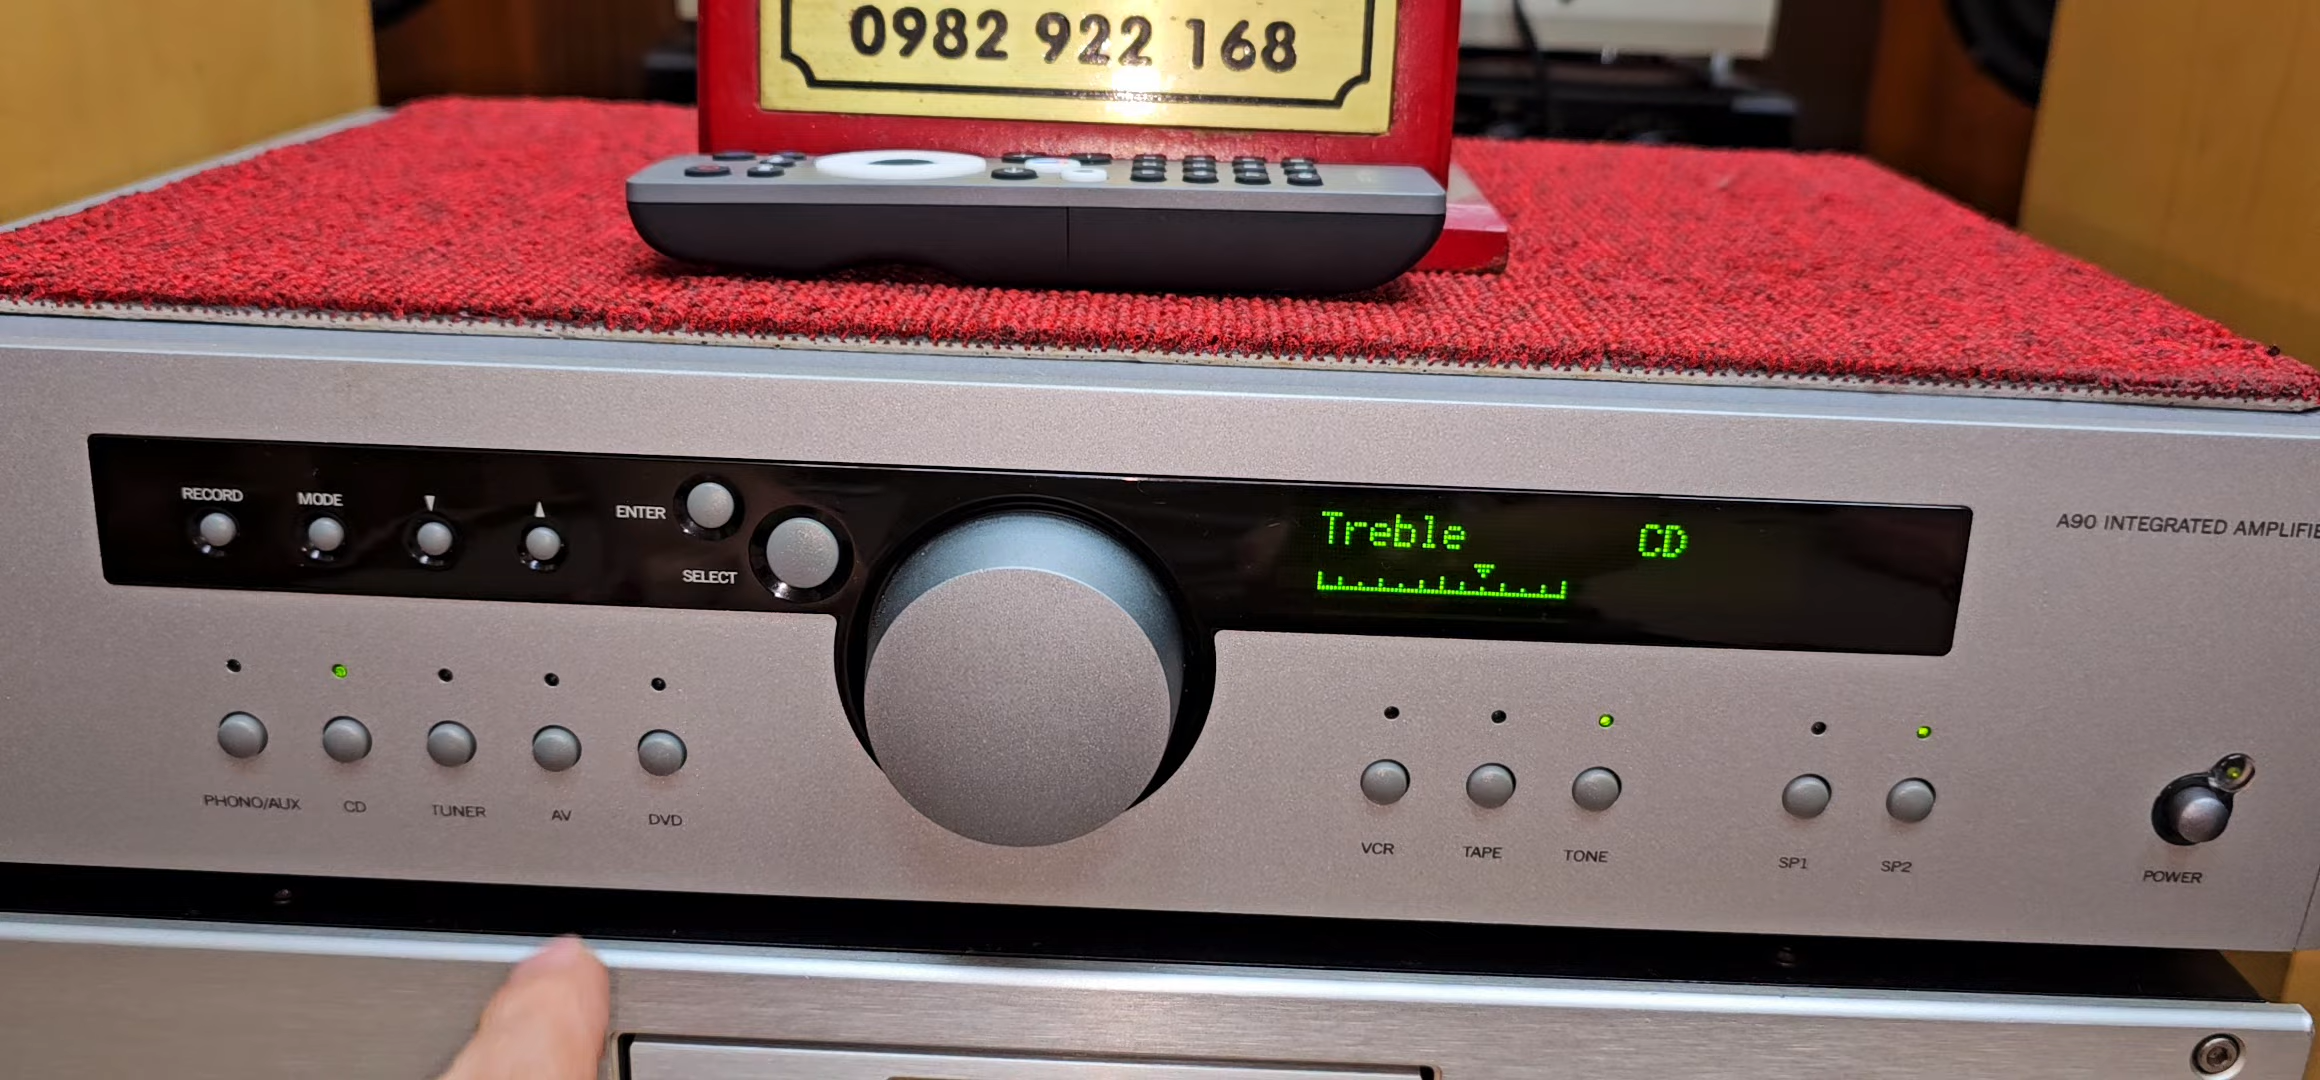 0982 922 168
RECORD
MODE
ENTER
SELECT
Treble CD
A90 INTEGRATED AMPLIFIE
PHONO/AUX
CD
TUNER
AV
DVD
VCR
TAPE
TONE
SP1
SP2
POWER